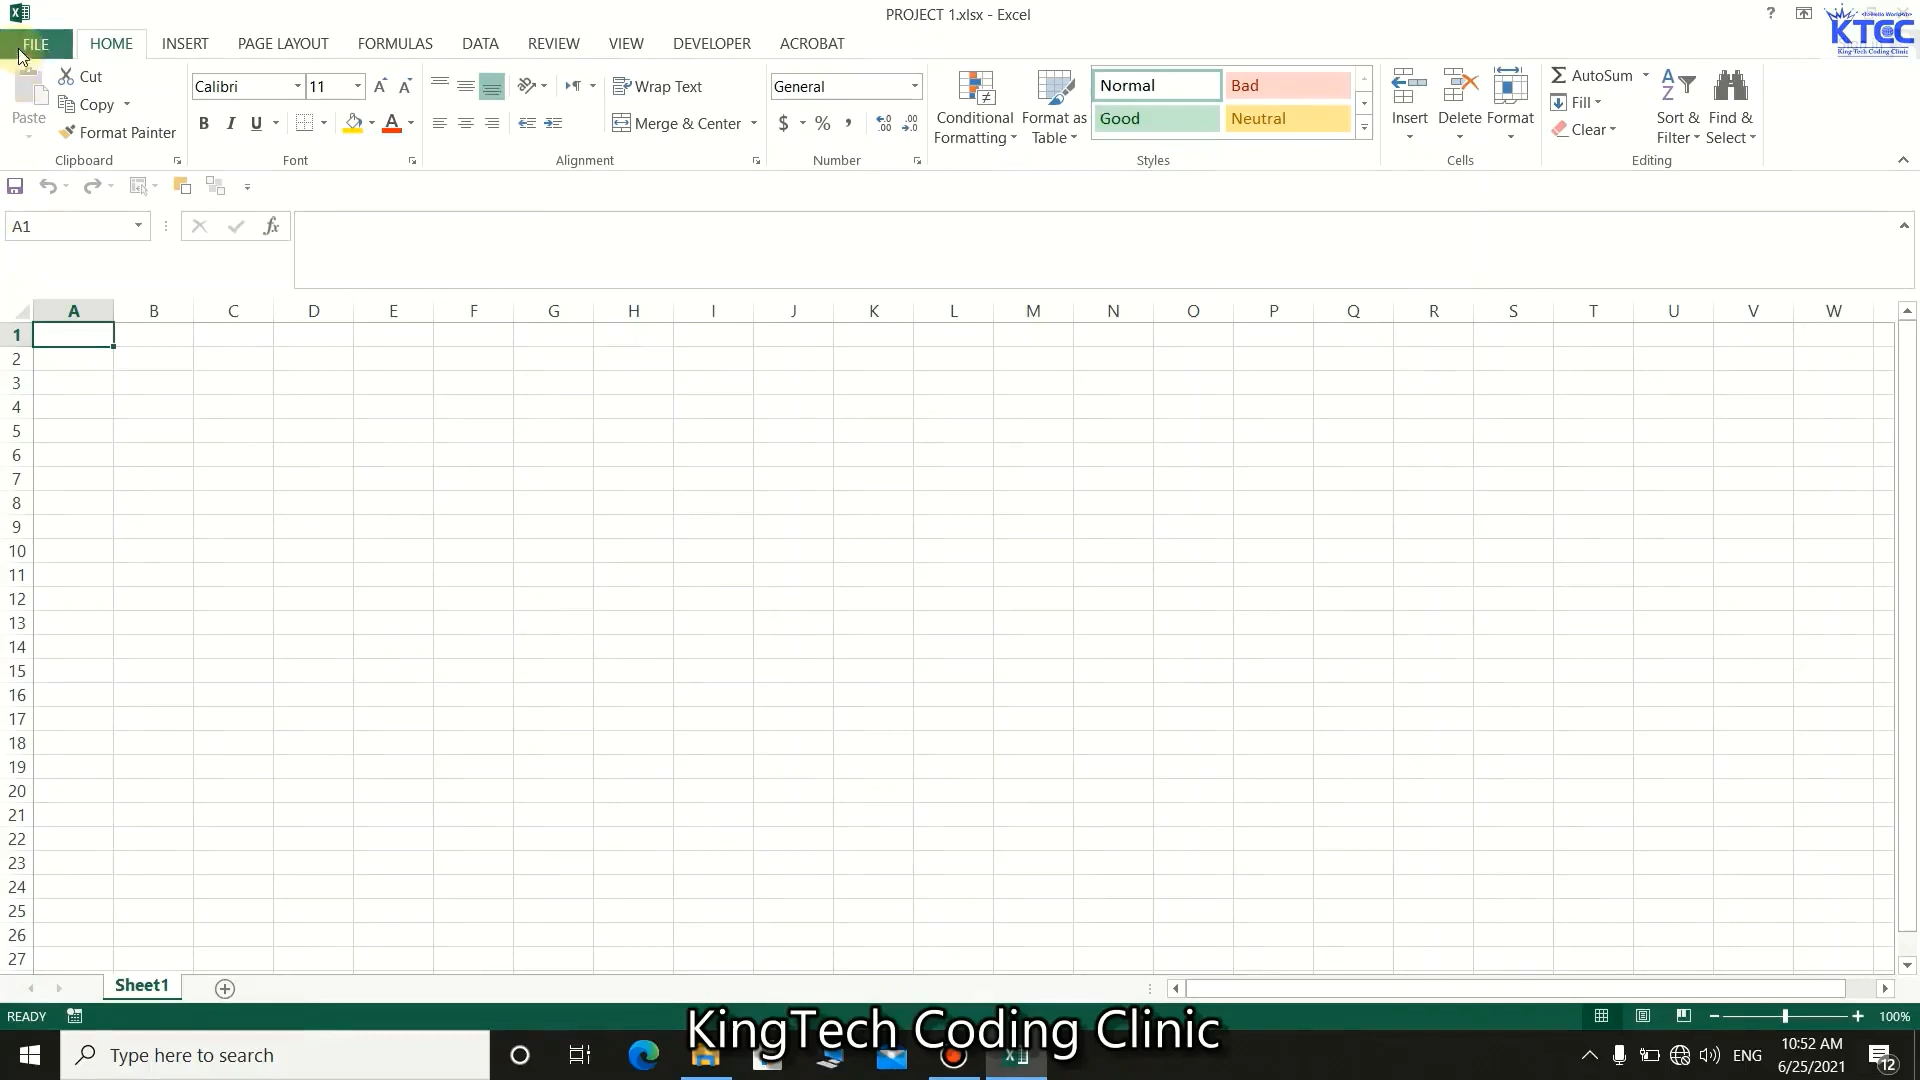 PROJECT 1.xlsx - Excel
?
KTCC
King-Tech Coding Clinic
FILE HOME INSERT PAGE LAYOUT FORMULAS DATA REVIEW VIEW DEVELOPER ACROBAT
Cut
Copy
Format Painter
Paste
Clipboard
Calibri 11
B I U
Font
Wrap Text
Merge & Center
Alignment
General
$ % ,
Number
Conditional
Formatting
Format as
Table
Normal Bad
Good Neutral
Styles
Insert Delete Format
Cells
AutoSum
Fill
Clear
Sort &
Filter
Find &
Select
Editing
A1
fx
A B C D E F G H I J K L M N O P Q R S T U V W
1
2
3
4
5
6
7
8
9
10
11
12
13
14
15
16
17
18
19
20
21
22
23
24
25
26
27
Sheet1
READY
100%
KingTech Coding Clinic
Type here to search
ENG
10:52 AM
6/25/2021
12